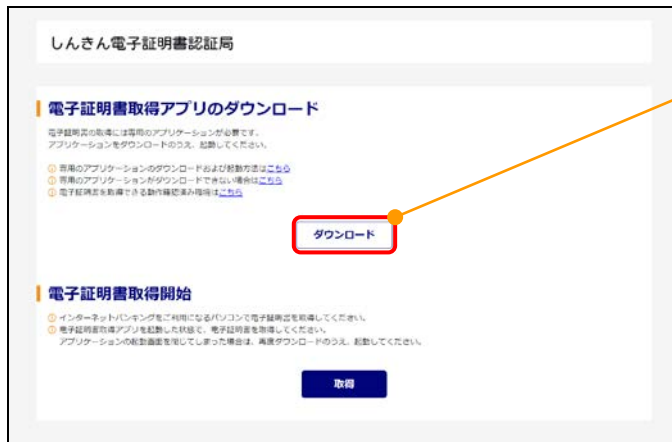 しんきん電子証明書認証局
電子証明書取得アプリのダウンロード
電子証明書の取得には専用のアプリケーションが必要です。
アプリケーションをダウンロードのうえ、起動してください。
専用のアプリケーションのダウンロードおよび起動方法はこちら
専用のアプリケーションがダウンロードできない場合はこちら
電子証明書を取得できる動作確認済み環境はこちら
ダウンロード
電子証明書取得開始
インターネットバンキングをご利用になるパソコンで電子証明書を取得してください。
電子証明書取得アプリを起動した状態で、電子証明書を取得してください。
アプリケーションの起動画面を閉じてしまった場合は、再度ダウンロードのうえ、起動してください。
取得